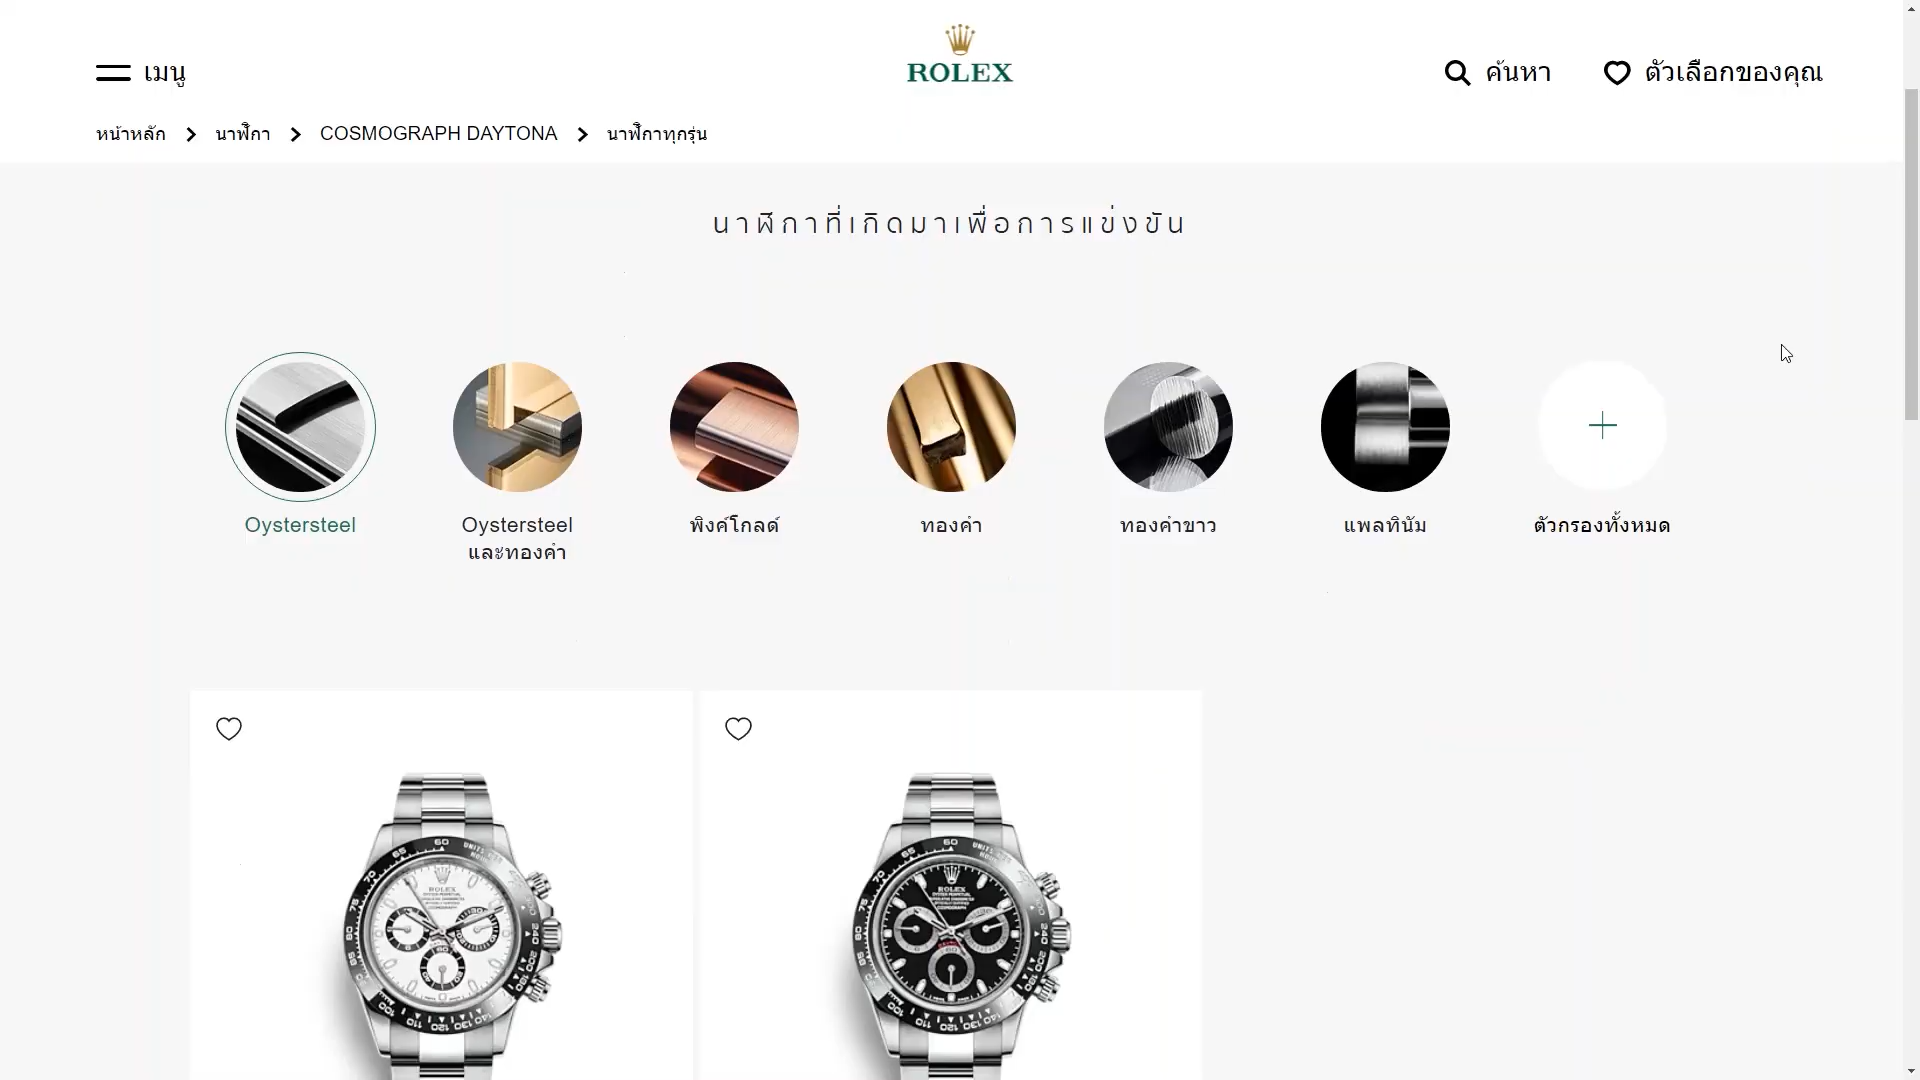 ROLEX
เมนู
ค้นหา
ตัวเลือกของคุณ
หน้าหลัก
นาฬิกา
COSMOGRAPH DAYTONA
นาฬิกาทุกรุ่น
นาฬิกาที่เกิดมาเพื่อการแข่งขัน
Oystersteel
Oystersteel
และทองคำ
พิงค์โกลด์
ทองคำ
ทองคำขาว
แพลทินัม
ตัวกรองทั้งหมด
ROLEX
ROLEX